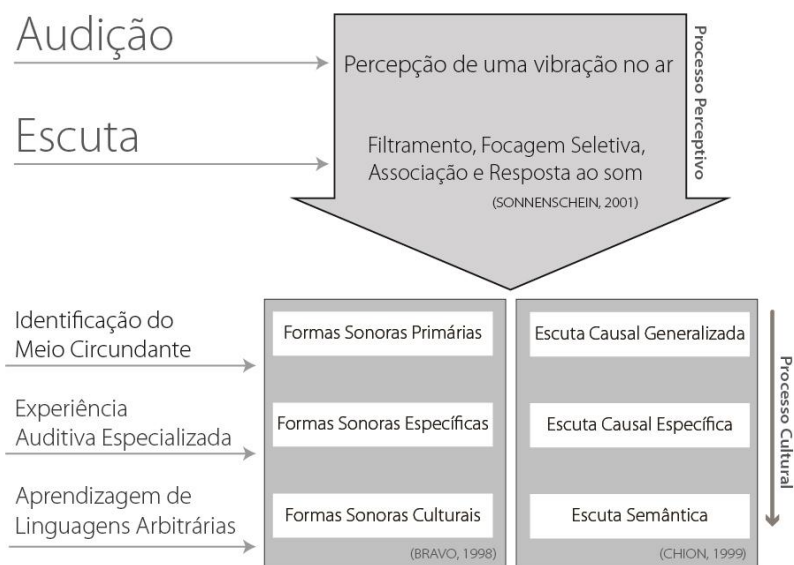 Audição
Percepção de uma vibração no ar
Processo Perceptivo
Escuta
Filtramento, Focagem Seletiva,
Associação e Resposta ao som
(SONNENSCHEIN, 2001)
Identificação do
Meio Circundante
Formas Sonoras Primárias
Escuta Causal Generalizada
Experiência
Auditiva Especializada
Formas Sonoras Específicas
Escuta Causal Específica
Processo Cultural
Aprendizagem de
Linguagens Arbitrárias
Formas Sonoras Culturais
Escuta Semântica
(BRAVO, 1998)
(CHION, 1999)